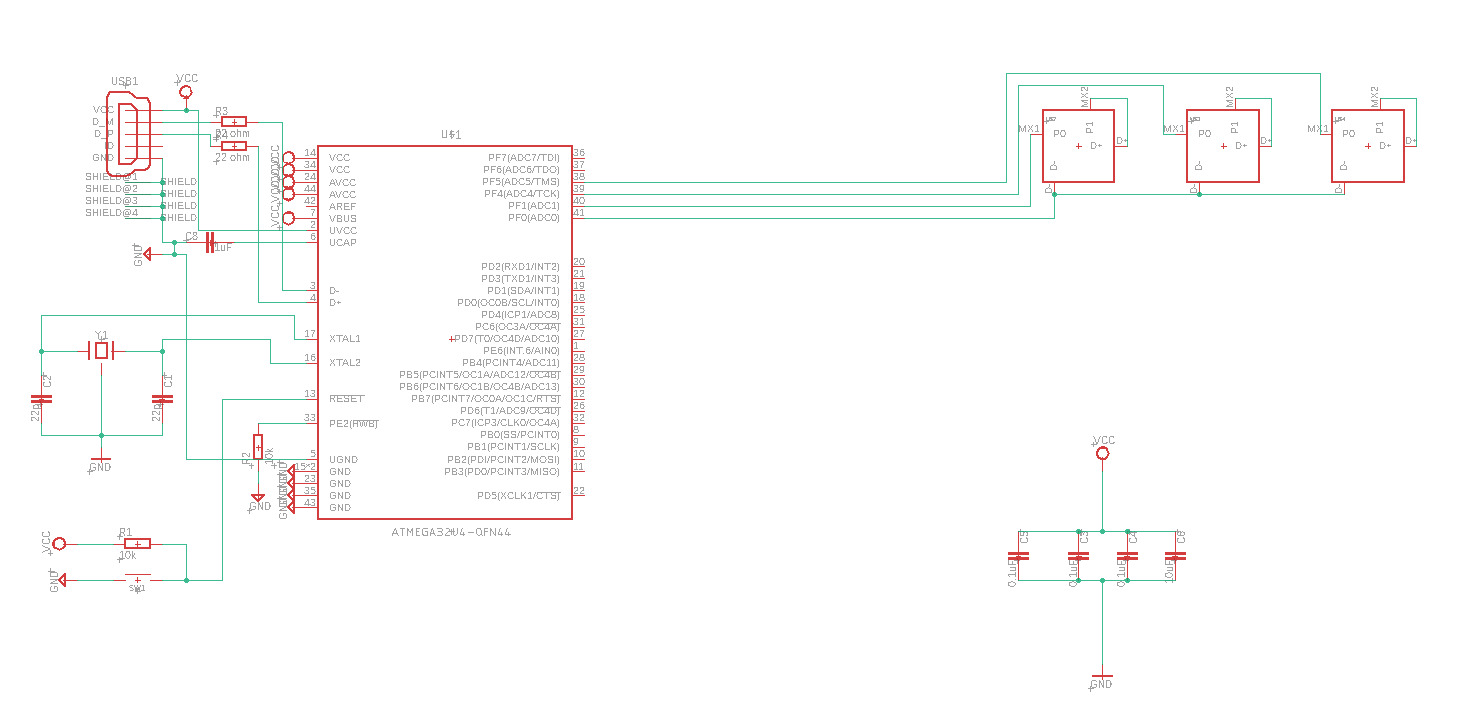 USB1
VCC
VCC
D_M
D_P
ID
GND
SHIELD@1
SHIELD@2
SHIELD@3
SHIELD@4
SHIELD
SHIELD
SHIELD
SHIELD
R3
22 ohm
22 ohm
C8
1uF
GND
Y1
C2
22p
C1
22p
GND
VCC
R1
10k
GND
SW1
R2
10k
GND
U$1
VCC
VCC
VCC
14 VCC
34 VCC
24 AVCC
44 AVCC
42 AREF
7 VBUS
2 UVCC
6 UCAP
3 D-
4 D+
17 XTAL1
16 XTAL2
13 RESET
33 PE2(HWB)
5 UGND
GND
23 GND
35 GND
43 GND
GND
GND
PF7(ADC7/TDI) 36
PF6(ADC6/TDO) 37
PF5(ADC5/TMS) 38
PF4(ADC4/TCK) 39
PF1(ADC1) 40
PF0(ADC0) 41
PD2(RXD1/INT2) 20
PD3(TXD1/INT3) 21
PD1(SDA/INT1) 19
PD0(OC0B/SCL/INT0) 18
PD4(ICP1/ADC8) 25
PC6(OC3A/OC4A) 31
PD7(T0/OC4D/ADC10) 27
PE6(INT.6/AIN0) 1
PB4(PCINT4/ADC11) 28
PB5(PCINT5/OC1A/ADC12/OC4B) 29
PB6(PCINT6/OC1B/OC4B/ADC13) 30
PB7(PCINT7/OC0A/OC1C/RTS) 12
PD6(T1/ADC9/OC4D) 26
PC7(ICP3/CLK0/OC4A) 32
PB0(SS/PCINT0) 8
PB1(PCINT1/SCLK) 9
PB2(PDI/PCINT2/MOSI) 10
PB3(PD0/PCINT3/MISO) 11
PD5(XCLK1/CTS) 22
ATMEGA32U4-QFN44
MX2
MX1
P0
P1
D+
D-
D+
D-
MX2
MX1
P0
P1
D+
D-
D+
D-
MX2
MX1
P0
P1
D+
D-
D+
D-
VCC
C5
0.1uF
C3
0.1uF
C4
0.1uF
C6
10uF
GND